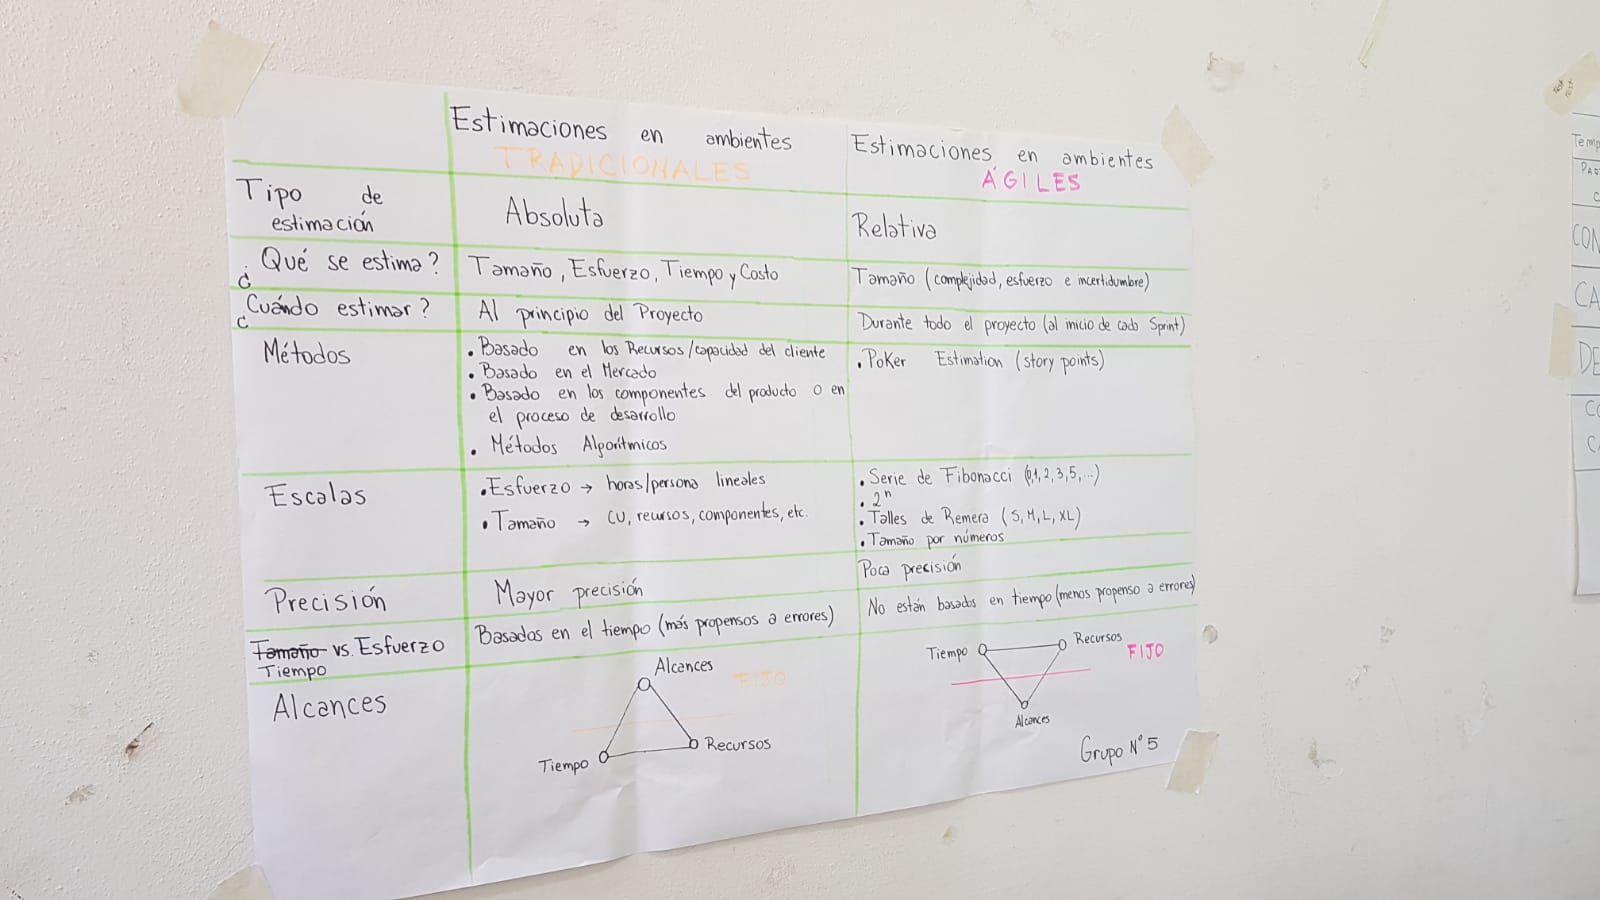 Estimaciones en ambientes
TRADICIONALES
Estimaciones en ambientes
ÁGILES
Tipo de
estimación
Absoluta
Relativa
¿Qué se estima?
Tamaño, Esfuerzo, Tiempo y Costo
Tamaño (complejidad, esfuerzo e incertidumbre)
¿Cuándo estimar?
Al principio del Proyecto
Durante todo el proyecto (al inicio de cada Sprint)
Métodos
• Basado en los Recursos/capacidad del cliente
• Basado en el Mercado
• Basado en los componentes del producto o en
el proceso de desarrollo
• Métodos Algorítmicos
• Poker Estimation (story points)
Escalas
• Esfuerzo → horas/persona lineales
• Tamaño → CU, recursos, componentes, etc.
• Serie de Fibonacci (0,1,2,3,5,...)
• 2ⁿ
• Talles de Remera (S, M, L, XL)
• Tamaño por números
Precisión
Mayor precisión
Poca precisión
Tamaño vs. Esfuerzo
Tiempo
Basados en el tiempo (más propensos a errores)
No están basados en tiempo (menos propenso a errores)
Alcances
Alcances
FIJO
Tiempo
Recursos
Tiempo
Recursos
FIJO
Alcances
Grupo N° 5